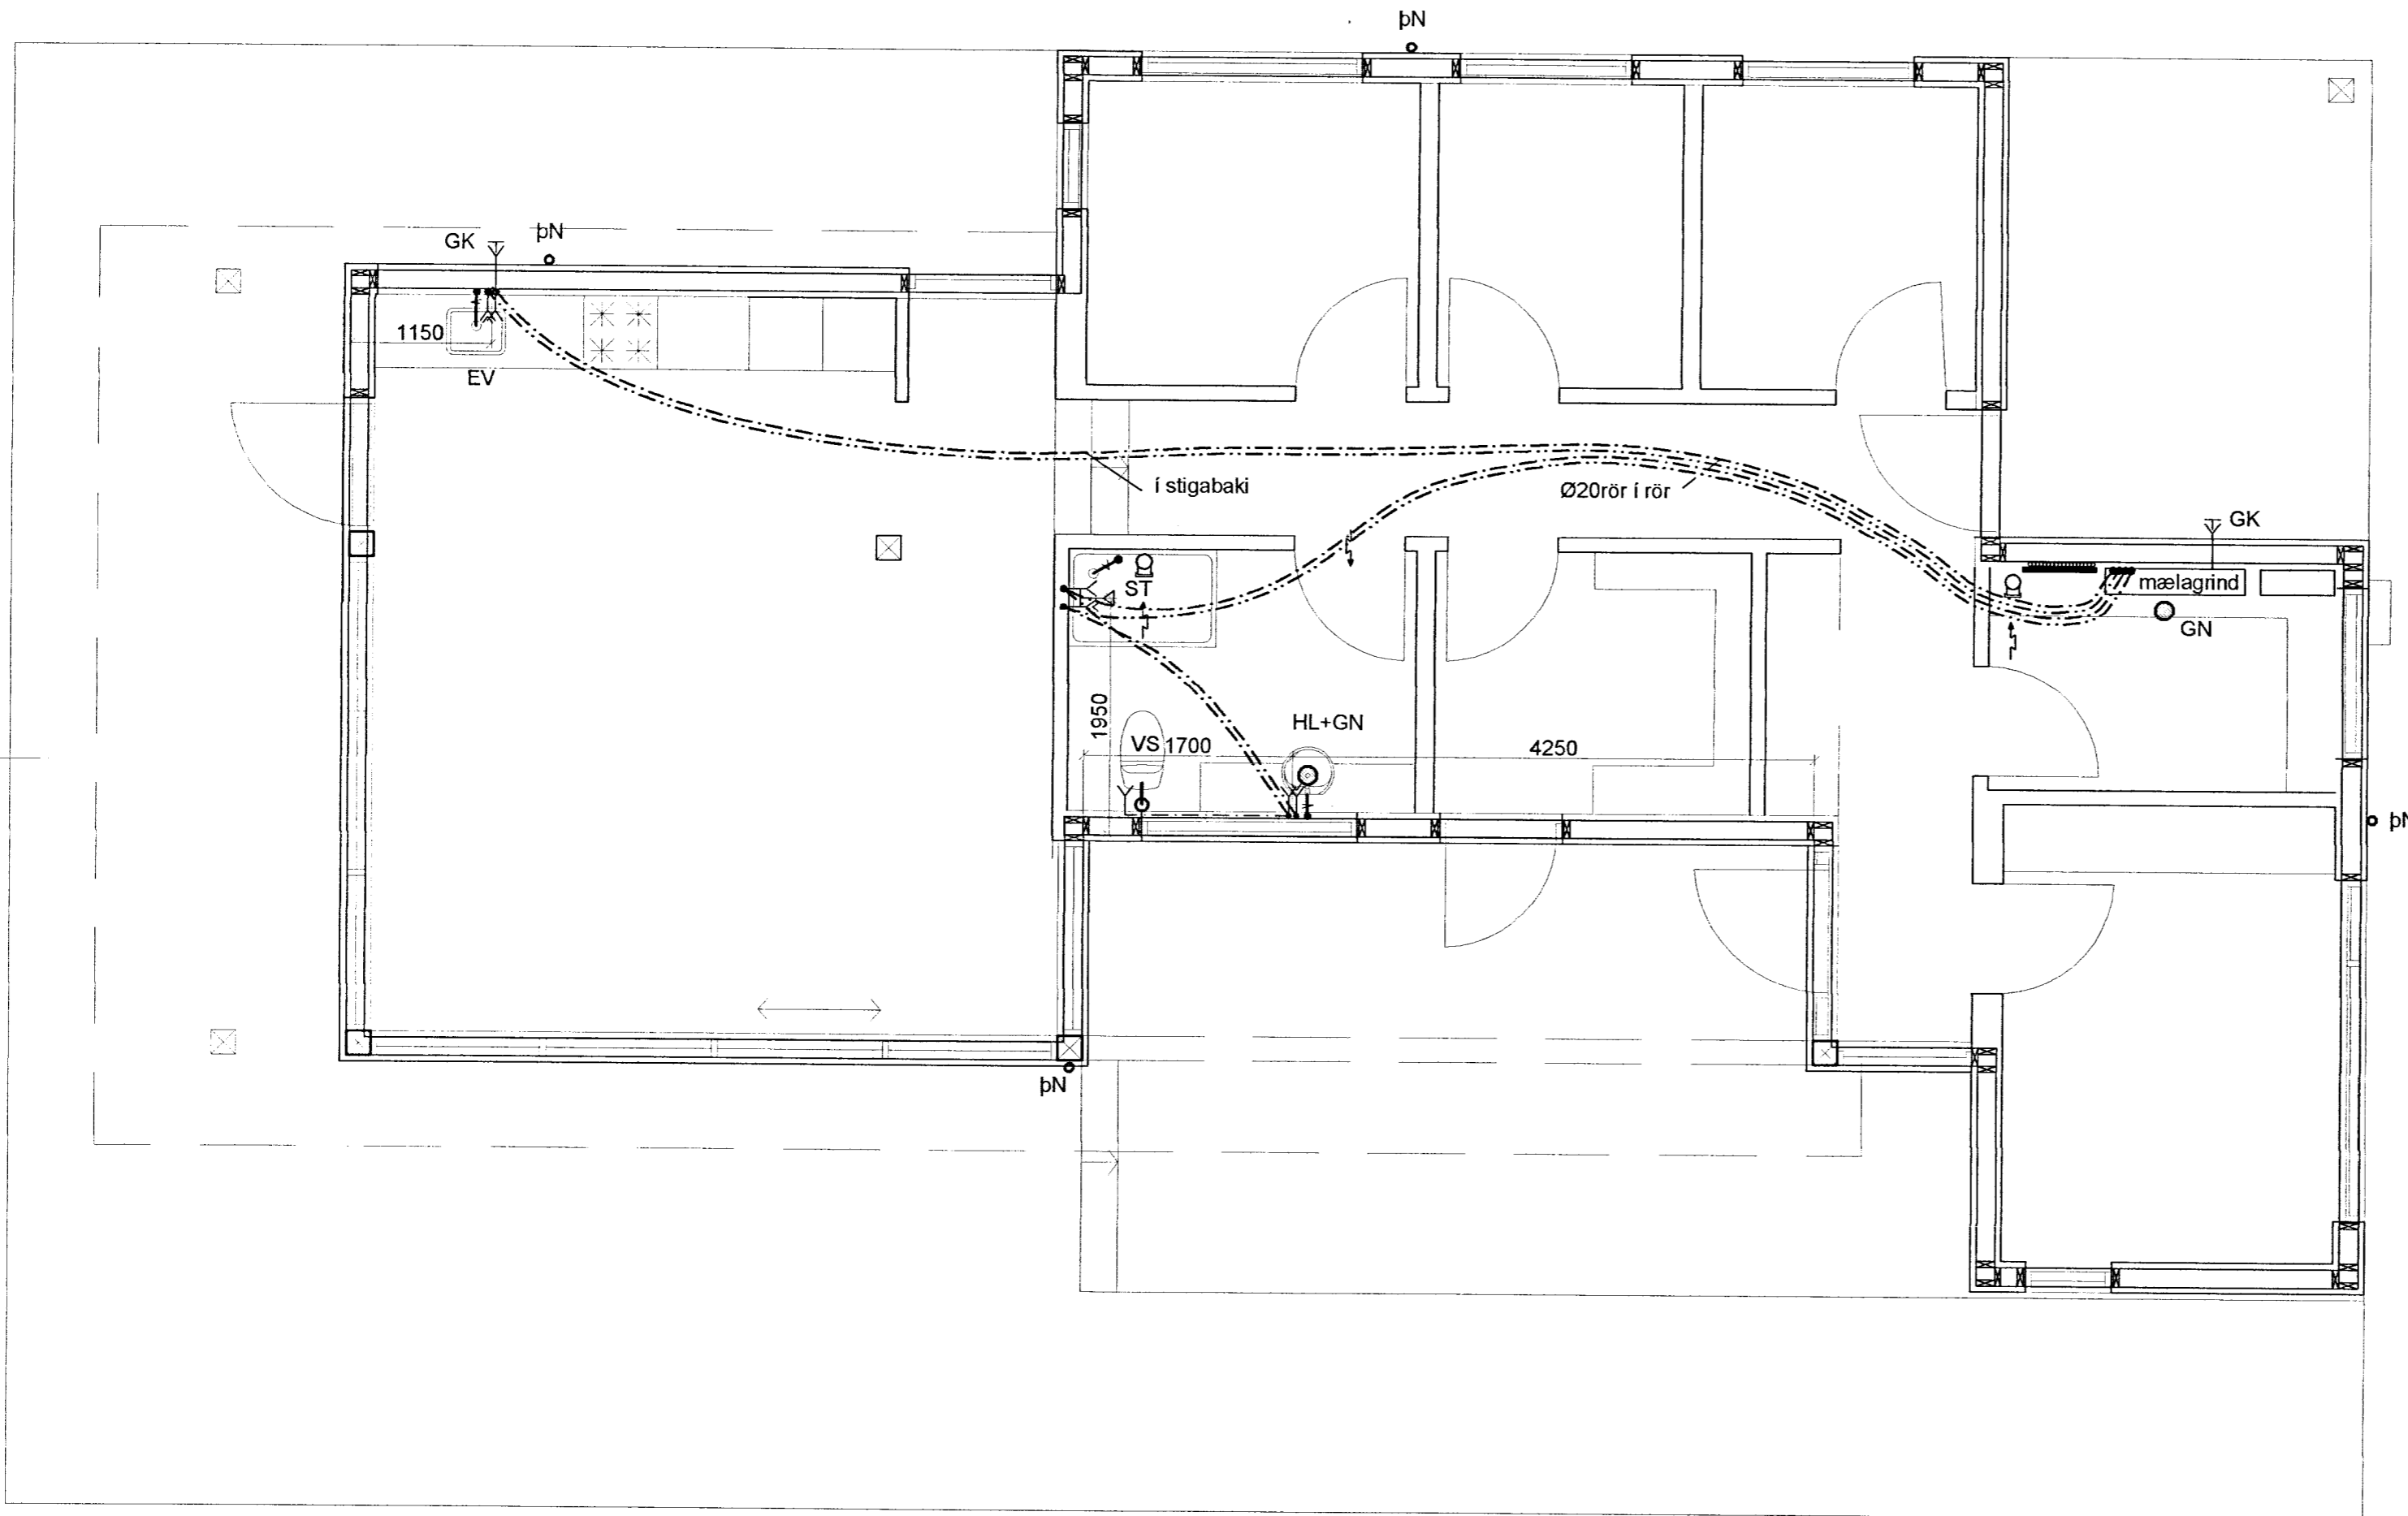 þN
GK
þN
1150
EV
í stigabaki
Ø20rör í rör
GK
ST
mælagrind
GN
1950
HL+GN
VS
1700
4250
þN
þN